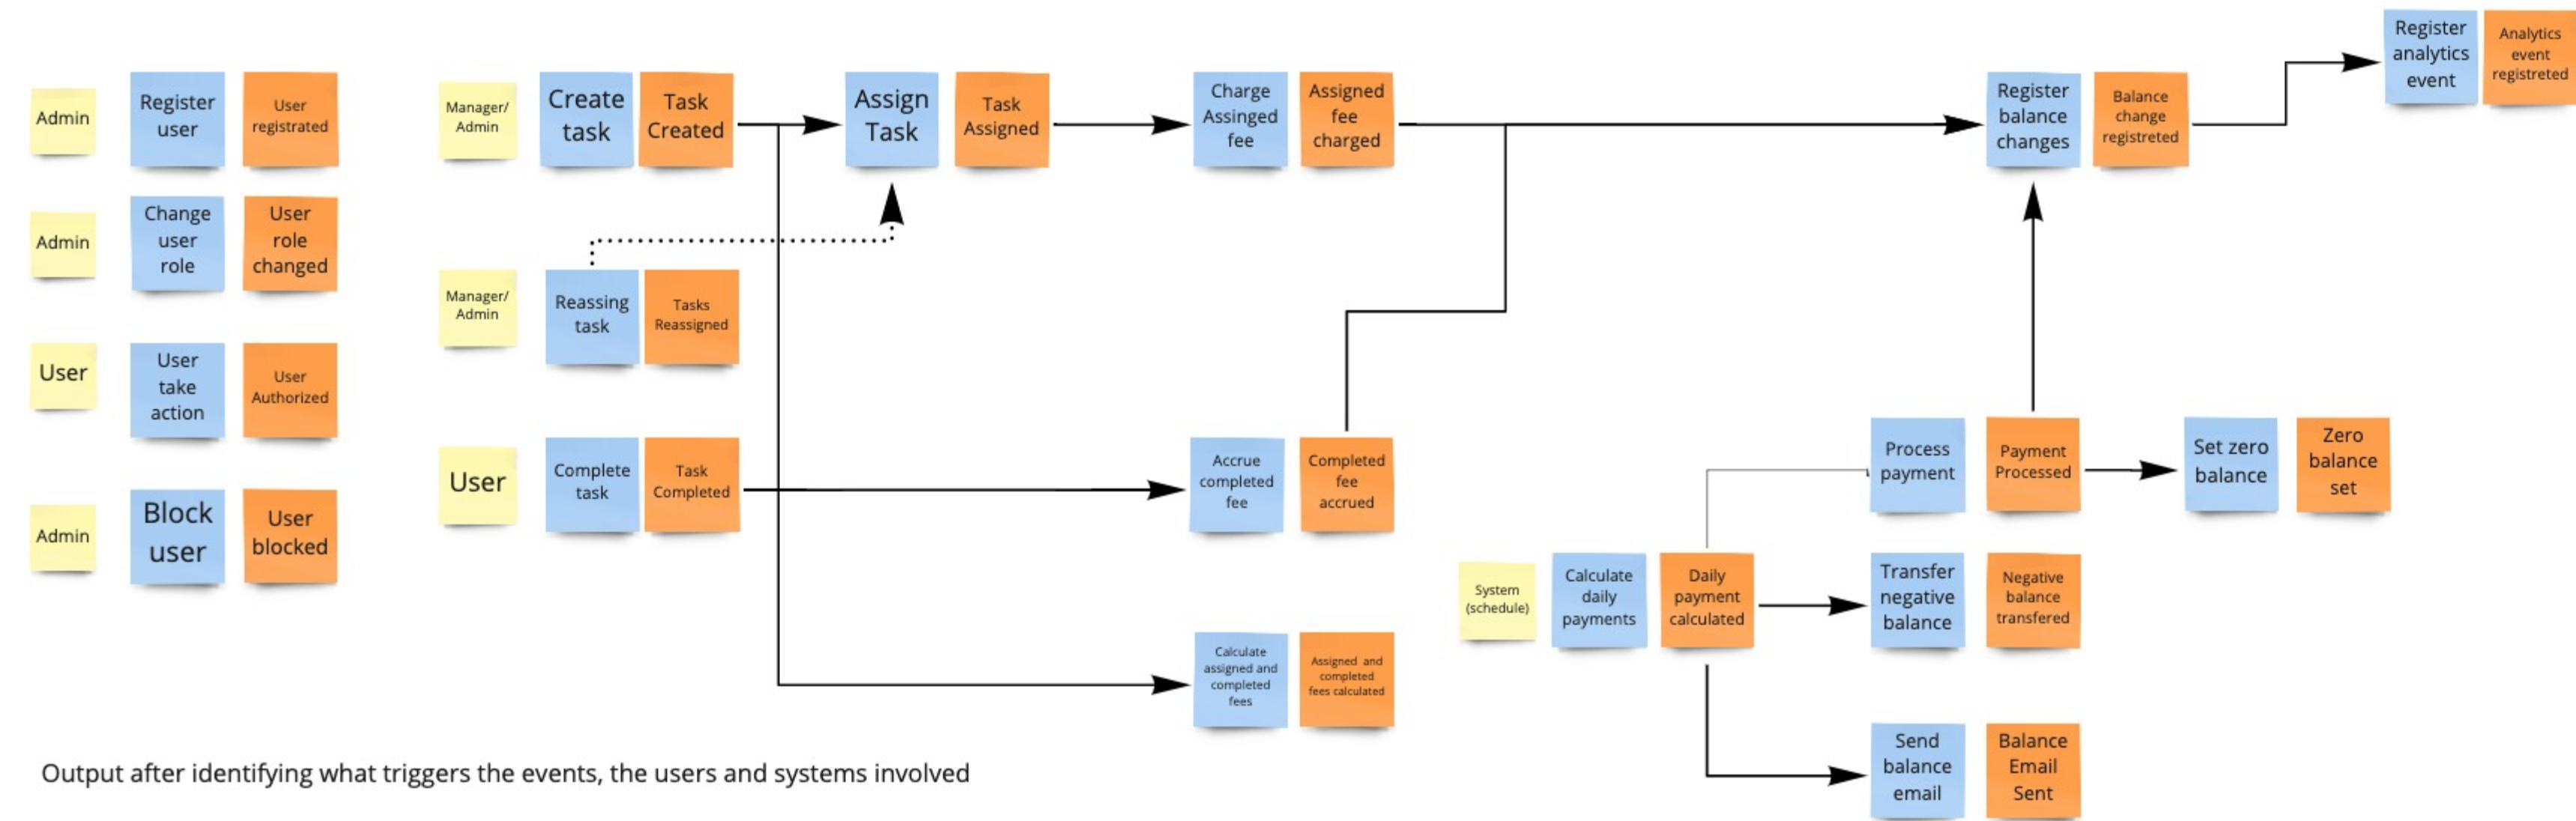 Admin
Register
user
User
registrated
Admin
Change
user
role
User
role
changed
User
User
take
action
User
Authorized
Admin
Block
user
User
blocked
Manager/
Admin
Create
task
Task
Created
Assign
Task
Task
Assigned
Charge
Assinged
fee
Assigned
fee
charged
Register
balance
changes
Balance
change
registreted
Register
analytics
event
Analytics
event
registreted
Manager/
Admin
Reassing
task
Tasks
Reassigned
User
Complete
task
Task
Completed
Accrue
completed
fee
Completed
fee
accrued
Calculate
assigned and
completed
fees
Assigned and
completed
fees calculated
System
(schedule)
Calculate
daily
payments
Daily
payment
calculated
Process
payment
Payment
Processed
Set zero
balance
Zero
balance
set
Transfer
negative
balance
Negative
balance
transfered
Send
balance
email
Balance
Email
Sent
Output after identifying what triggers the events, the users and systems involved